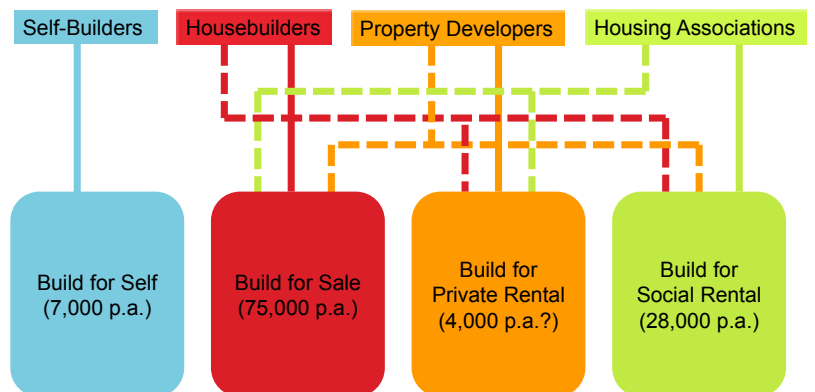 Self-Builders
Housebuilders
Property Developers
Housing Associations
Build for Self
(7,000 p.a.)
Build for Sale
(75,000 p.a.)
Build for
Private Rental
(4,000 p.a.?)
Build for
Social Rental
(28,000 p.a.)